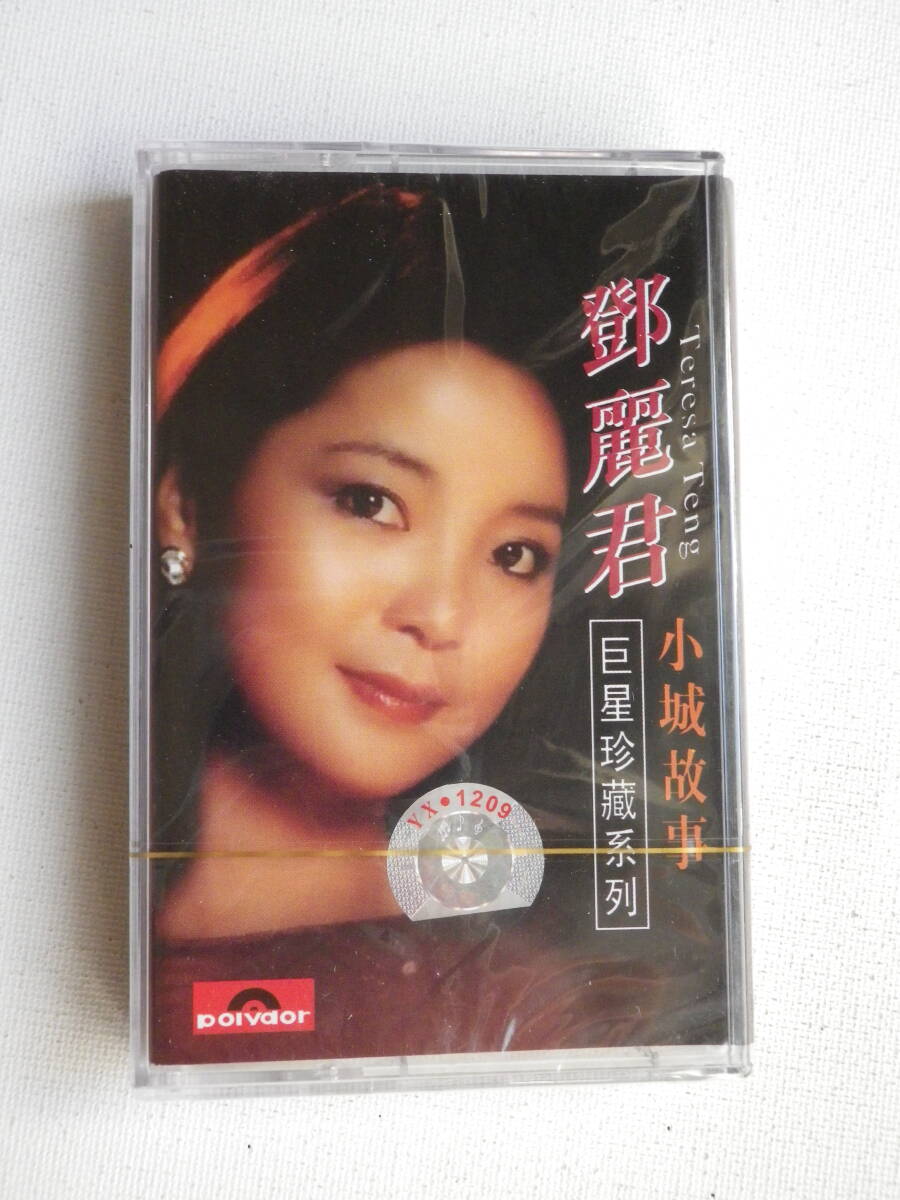 鄧麗君
Teresa Teng
小城故事
巨星珍藏系列
YX●1209
polydor